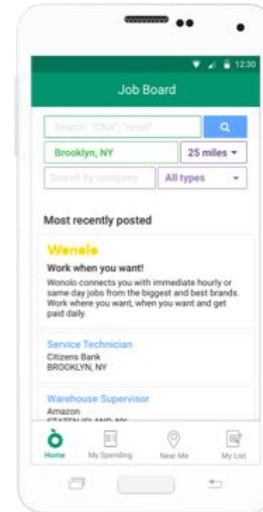 12:30
Job Board
Search: "CNA", "retail"
Brooklyn, NY
25 miles
Search by company
All types
Most recently posted
Wonolo
Work when you want!
Wonolo connects you with immediate hourly or
same day jobs from the biggest and best brands.
Work where you want, when you want and get
paid daily.
Service Technician
Citizens Bank
BROOKLYN, NY
Warehouse Supervisor
Amazon
STATEN ISLAND, NY
Home
My Spending
Near Me
My List